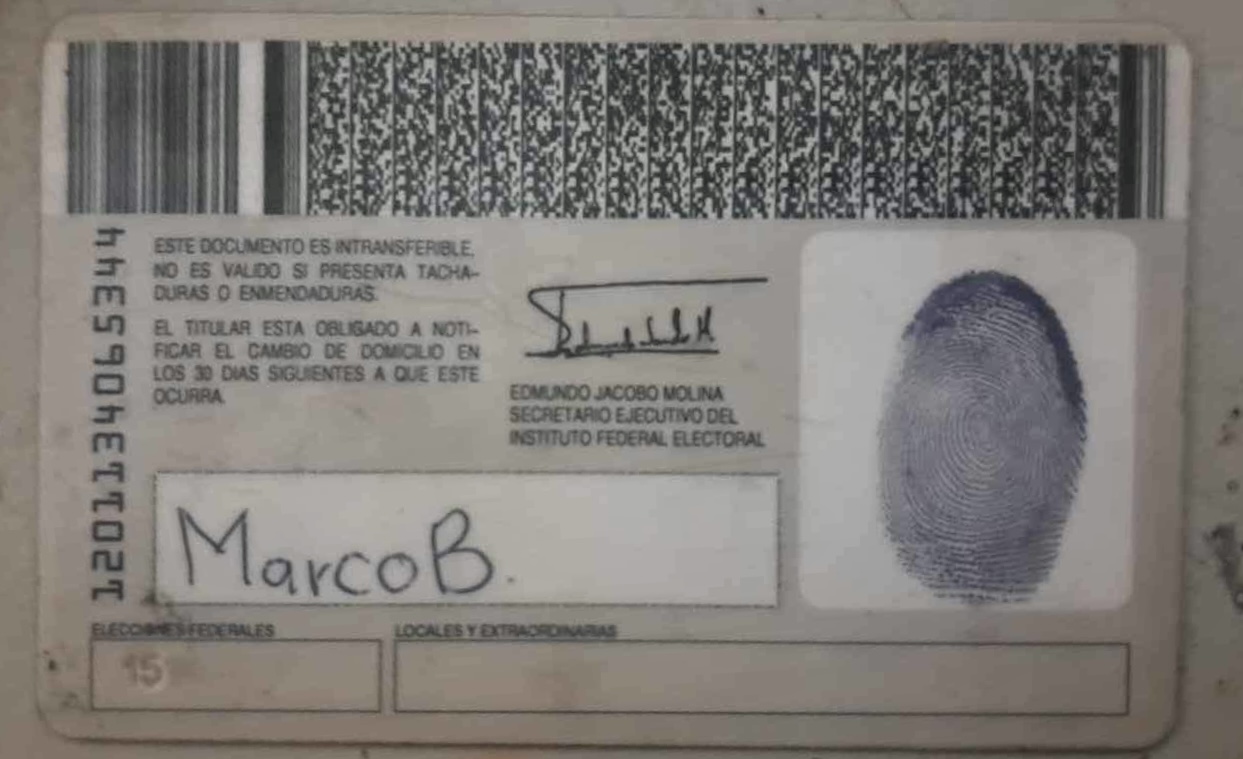 1201134065344
ESTE DOCUMENTO ES INTRANSFERIBLE,
NO ES VALIDO SI PRESENTA TACHA-
DURAS O ENMENDADURAS.
EL TITULAR ESTA OBLIGADO A NOTI-
FICAR EL CAMBIO DE DOMICILIO EN
LOS 30 DIAS SIGUIENTES A QUE ESTE
OCURRA.
EDMUNDO JACOBO MOLINA
SECRETARIO EJECUTIVO DEL
INSTITUTO FEDERAL ELECTORAL
Marco B.
ELECCIONES FEDERALES
LOCALES Y EXTRAORDINARIAS
15